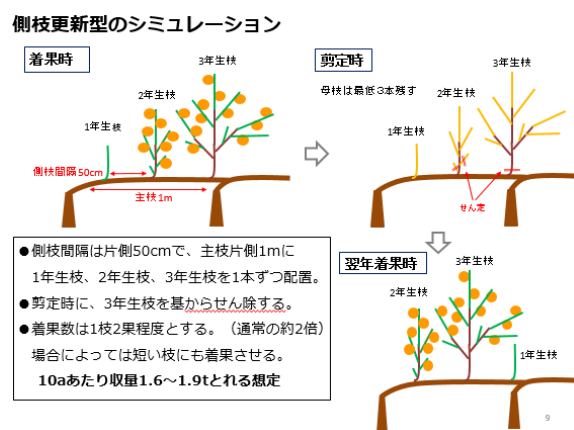 側枝更新型のシミュレーション
着果時
3年生枝
2年生枝
1年生枝
側枝間隔50cm
主枝1m
剪定時
母枝は最低3本残す
3年生枝
2年生枝
1年生枝
せん定
●側枝間隔は片側50cmで、主枝片側1mに
1年生枝、2年生枝、3年生枝を1本ずつ配置。
●剪定時に、3年生枝を基からせん除する。
●着果数は1枝2果程度とする。（通常の約2倍）
場合によっては短い枝にも着果させる。
10aあたり収量1.6～1.9tとれる想定
翌年着果時
3年生枝
2年生枝
1年生枝
9